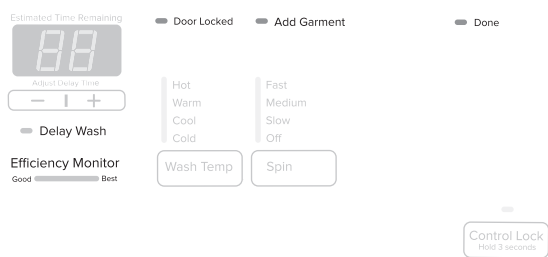 Estimated Time Remaining
88
Adjust Delay Time
Delay Wash
Efficiency Monitor
Good Best
Door Locked
Add Garment
Done
Hot
Warm
Cool
Cold
Wash Temp
Fast
Medium
Slow
Off
Spin
Control Lock
Hold 3 seconds